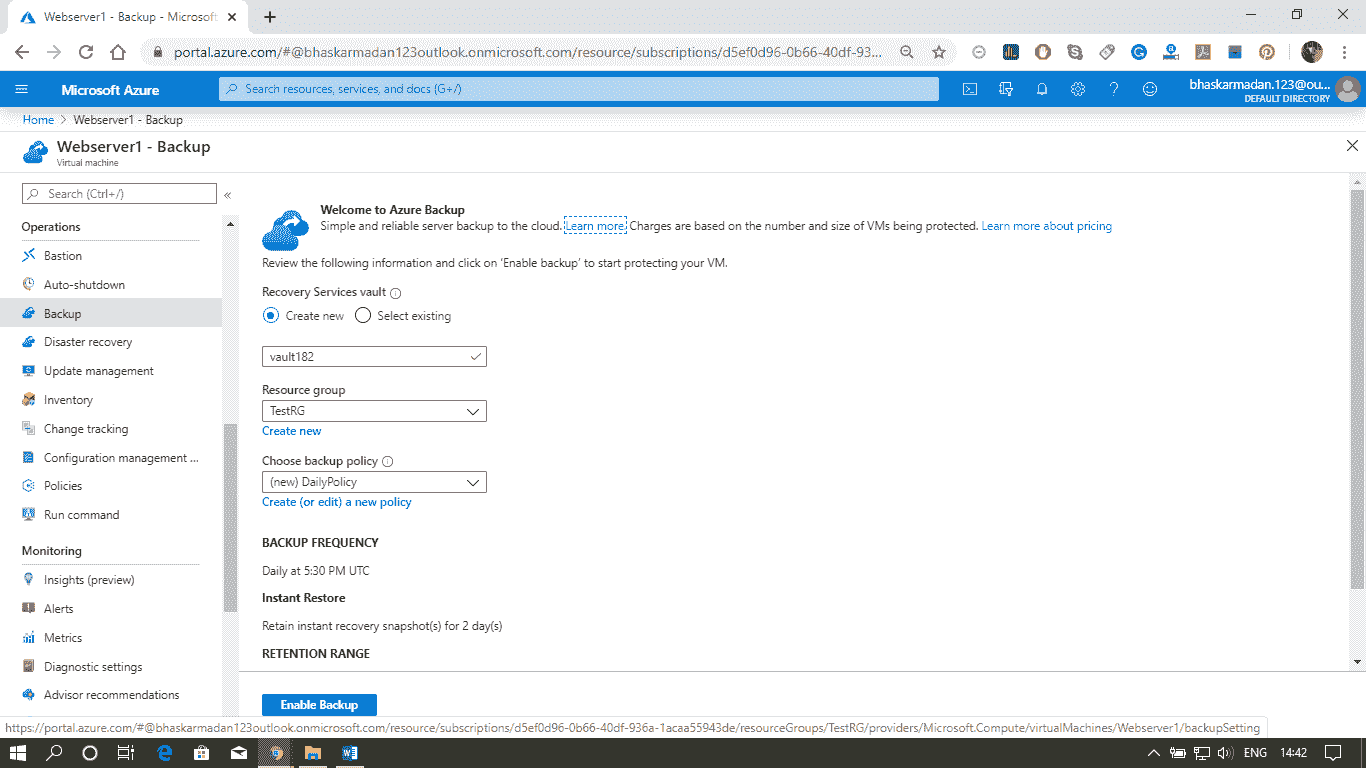 Webserver1 - Backup - Microsoft
portal.azure.com/#@bhaskarmadan123outlook.onmicrosoft.com/resource/subscriptions/d5ef0d96-0b66-40df-93...
Microsoft Azure
Search resources, services, and docs (G+/)
bhaskarmadan.123@ou...
DEFAULT DIRECTORY
Home > Webserver1 - Backup
Webserver1 - Backup
Virtual machine
Search (Ctrl+/)
«
Operations
Bastion
Auto-shutdown
Backup
Disaster recovery
Update management
Inventory
Change tracking
Configuration management ...
Policies
Run command
Monitoring
Insights (preview)
Alerts
Metrics
Diagnostic settings
Advisor recommendations
Welcome to Azure Backup
Simple and reliable server backup to the cloud. Learn more. Charges are based on the number and size of VMs being protected. Learn more about pricing
Review the following information and click on 'Enable backup' to start protecting your VM.
Recovery Services vault
Create new Select existing
vault182
Resource group
TestRG
Create new
Choose backup policy
(new) DailyPolicy
Create (or edit) a new policy
BACKUP FREQUENCY
Daily at 5:30 PM UTC
Instant Restore
Retain instant recovery snapshot(s) for 2 day(s)
RETENTION RANGE
Enable Backup
https://portal.azure.com/#@bhaskarmadan123outlook.onmicrosoft.com/resource/subscriptions/d5ef0d96-0b66-40df-936a-1acaa55943de/resourceGroups/TestRG/providers/Microsoft.Compute/virtualMachines/Webserver1/backupSetting
ENG 14:42